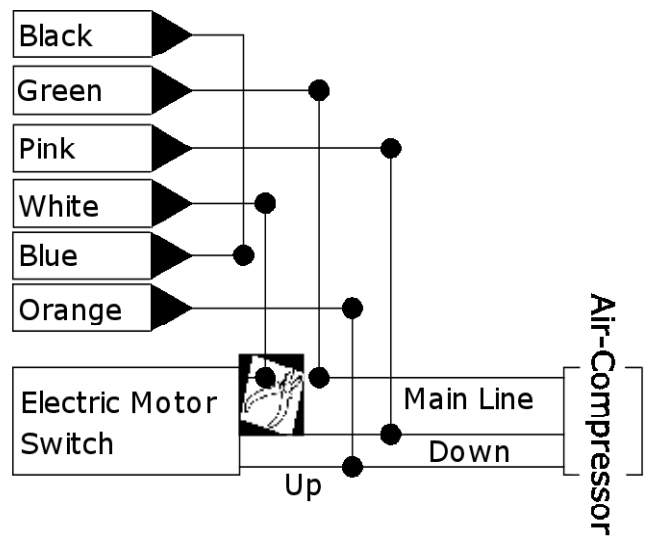 Black
Green
Pink
White
Blue
Orange
Electric Motor
Switch
Main Line
Down
Up
Air-Compressor